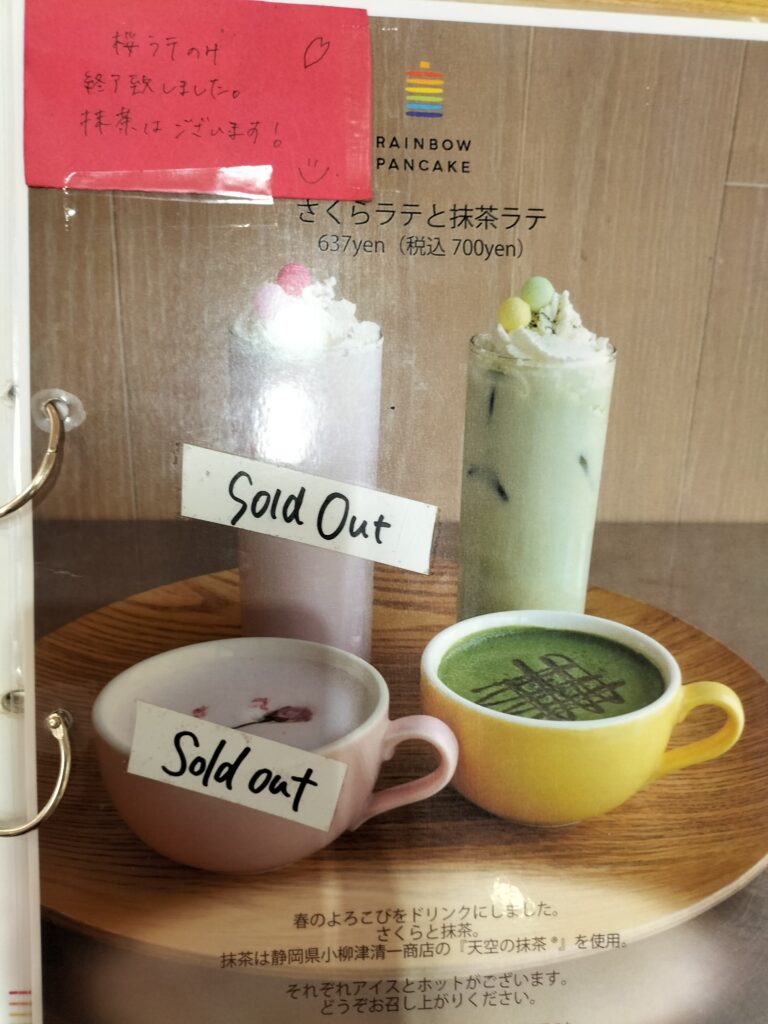 桜ラテのみ
終了致しました。
抹茶はございます!
RAINBOW
PANCAKE
さくらラテと抹茶ラテ
637yen（税込 700yen）
Sold Out
Sold out
春のよろこびをドリンクにしました。
さくらと抹茶。
抹茶は静岡県小柳津清一商店の『天空の抹茶®』を使用。
それぞれアイスとホットがございます。
どうぞお召し上がりください。